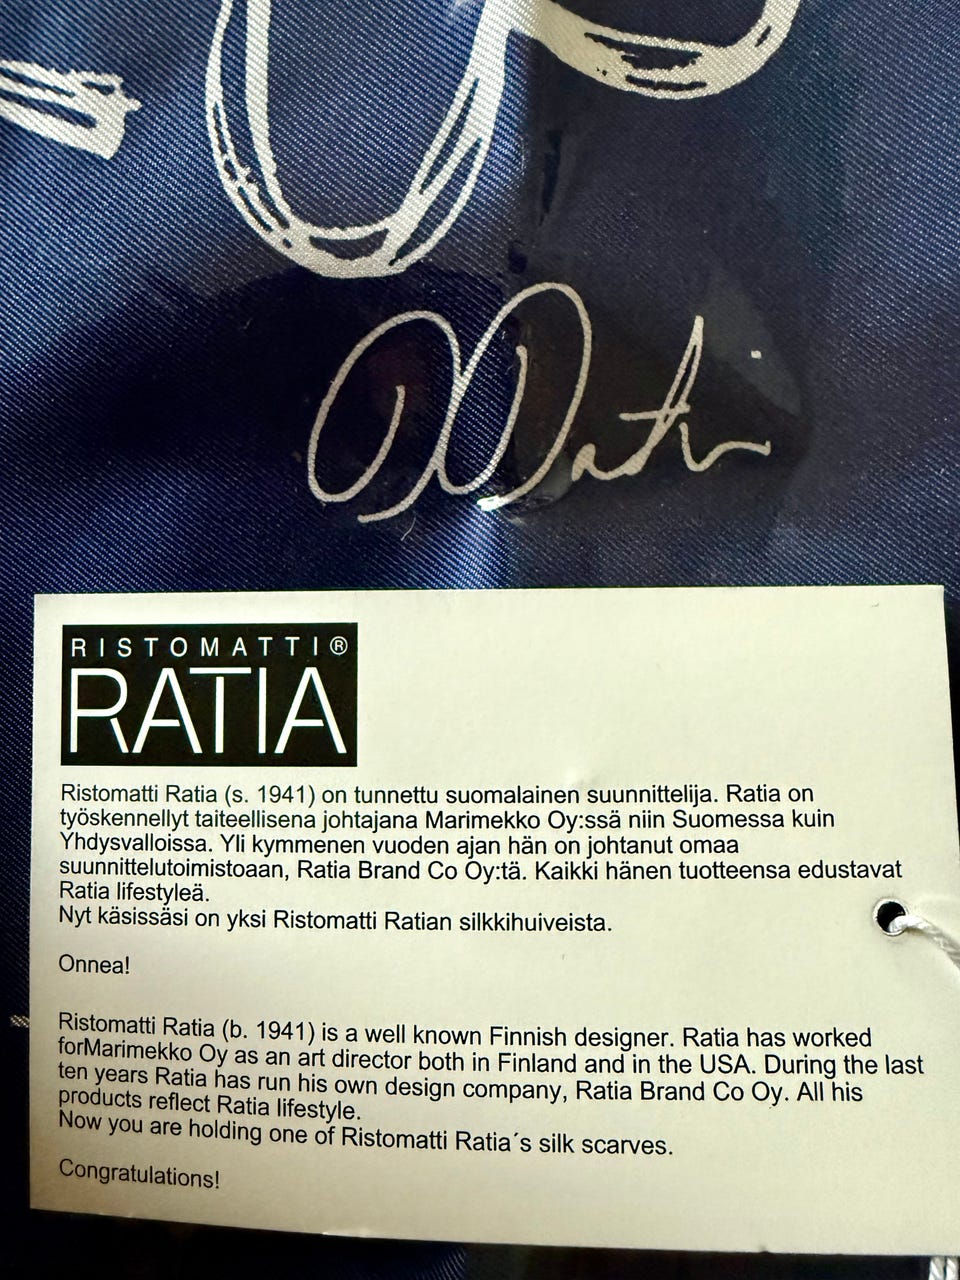 Ratia
RISTOMATTI®
RATIA
Ristomatti Ratia (s. 1941) on tunnettu suomalainen suunnittelija. Ratia on
työskennellyt taiteellisena johtajana Marimekko Oy:ssä niin Suomessa kuin
Yhdysvalloissa. Yli kymmenen vuoden ajan hän on johtanut omaa
suunnittelutoimistoaan, Ratia Brand Co Oy:tä. Kaikki hänen tuotteensa edustavat
Ratia lifestyleä.
Nyt käsissäsi on yksi Ristomatti Ratian silkkihuiveista.
Onnea!
Ristomatti Ratia (b. 1941) is a well known Finnish designer. Ratia has worked
forMarimekko Oy as an art director both in Finland and in the USA. During the last
ten years Ratia has run his own design company, Ratia Brand Co Oy. All his
products reflect Ratia lifestyle.
Now you are holding one of Ristomatti Ratia´s silk scarves.
Congratulations!